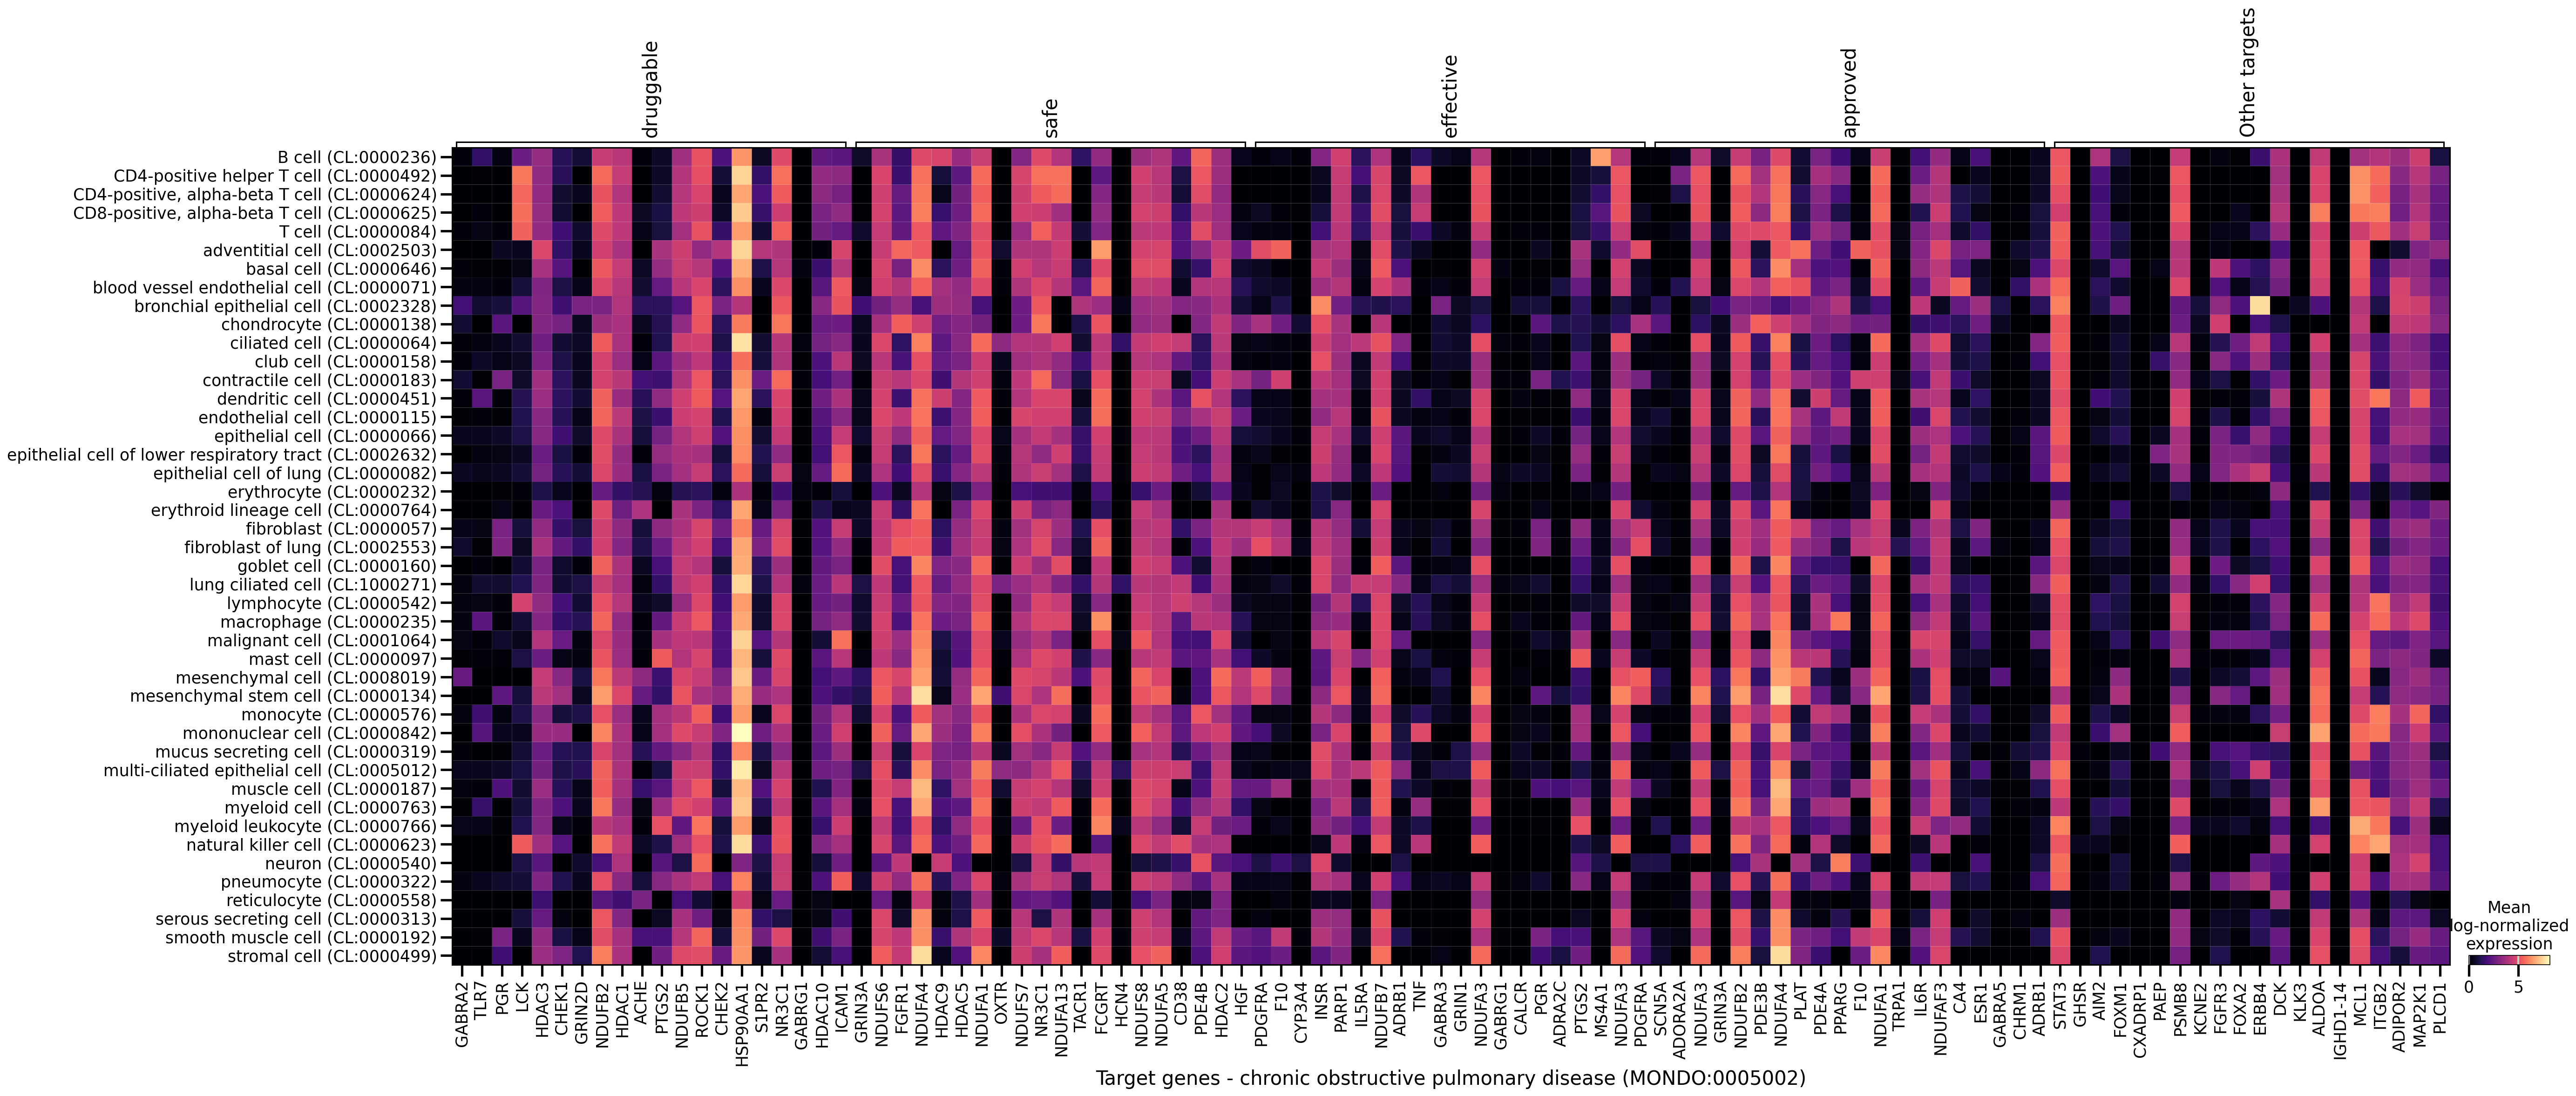 druggable
safe
effective
approved
Other targets
B cell (CL:0000236)
CD4-positive helper T cell (CL:0000492)
CD4-positive, alpha-beta T cell (CL:0000624)
CD8-positive, alpha-beta T cell (CL:0000625)
T cell (CL:0000084)
adventitial cell (CL:0002503)
basal cell (CL:0000646)
blood vessel endothelial cell (CL:0000071)
bronchial epithelial cell (CL:0002328)
chondrocyte (CL:0000138)
ciliated cell (CL:0000064)
club cell (CL:0000158)
contractile cell (CL:0000183)
dendritic cell (CL:0000451)
endothelial cell (CL:0000115)
epithelial cell (CL:0000066)
epithelial cell of lower respiratory tract (CL:0002632)
epithelial cell of lung (CL:0000082)
erythrocyte (CL:0000232)
erythroid lineage cell (CL:0000764)
fibroblast (CL:0000057)
fibroblast of lung (CL:0002553)
goblet cell (CL:0000160)
lung ciliated cell (CL:1000271)
lymphocyte (CL:0000542)
macrophage (CL:0000235)
malignant cell (CL:0001064)
mast cell (CL:0000097)
mesenchymal cell (CL:0008019)
mesenchymal stem cell (CL:0000134)
monocyte (CL:0000576)
mononuclear cell (CL:0000842)
mucus secreting cell (CL:0000319)
multi-ciliated epithelial cell (CL:0005012)
muscle cell (CL:0000187)
myeloid cell (CL:0000763)
myeloid leukocyte (CL:0000766)
natural killer cell (CL:0000623)
neuron (CL:0000540)
pneumocyte (CL:0000322)
reticulocyte (CL:0000558)
serous secreting cell (CL:0000313)
smooth muscle cell (CL:0000192)
stromal cell (CL:0000499)
GABRA2
TLR7
PGR
LCK
HDAC3
CHEK1
GRIN2D
NDUFB2
HDAC1
ACHE
PTGS2
NDUFB5
ROCK1
CHEK2
HSP90AA1
S1PR2
NR3C1
GABRG1
HDAC10
ICAM1
GRIN3A
NDUFS6
FGFR1
NDUFA4
HDAC9
HDAC5
NDUFA1
OXTR
NDUFS7
NR3C1
NDUFA13
TACR1
FCGRT
HCN4
NDUFS8
NDUFA5
CD38
PDE4B
HDAC2
HGF
PDGFRA
F10
CYP3A4
INSR
PARP1
IL5RA
NDUFB7
ADRB1
TNF
GABRA3
GRIN1
NDUFA3
GABRG1
CALCR
PGR
ADRA2C
PTGS2
MS4A1
NDUFA3
PDGFRA
SCN5A
ADORA2A
NDUFA3
GRIN3A
NDUFB2
PDE3B
NDUFA4
PLAT
PDE4A
PPARG
F10
NDUFA1
TRPA1
IL6R
NDUFAF3
CA4
ESR1
GABRA5
CHRM1
ADRB1
STAT3
GHSR
AIM2
FOXM1
CXADRP1
PAEP
PSMB8
KCNE2
FGFR3
FOXA2
ERBB4
DCK
KLK3
ALDOA
IGHD1-14
MCL1
ITGB2
ADIPOR2
MAP2K1
PLCD1
Target genes - chronic obstructive pulmonary disease (MONDO:0005002)
Mean
log-normalized
expression
0 5